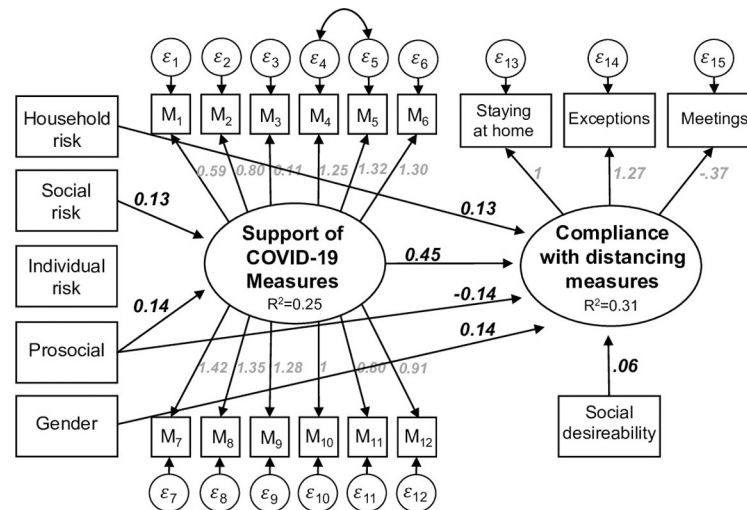 ε1 ε2 ε3 ε4 ε5 ε6 ε13 ε14 ε15
M1 M2 M3 M4 M5 M6
Staying
at home
Exceptions
Meetings
Household
risk
0.59 0.80 0.11 1.25 1.32 1.30
1 1.27 -.37
Social
risk
0.13
0.13
Support of
COVID-19
Measures
R²=0.25
0.45
Compliance
with distancing
measures
R²=0.31
Individual
risk
0.14
-0.14
0.14
Prosocial
1.42 1.35 1.28 1 0.80 0.91
.06
Gender
Social
desireability
M7 M8 M9 M10 M11 M12
ε7 ε8 ε9 ε10 ε11 ε12